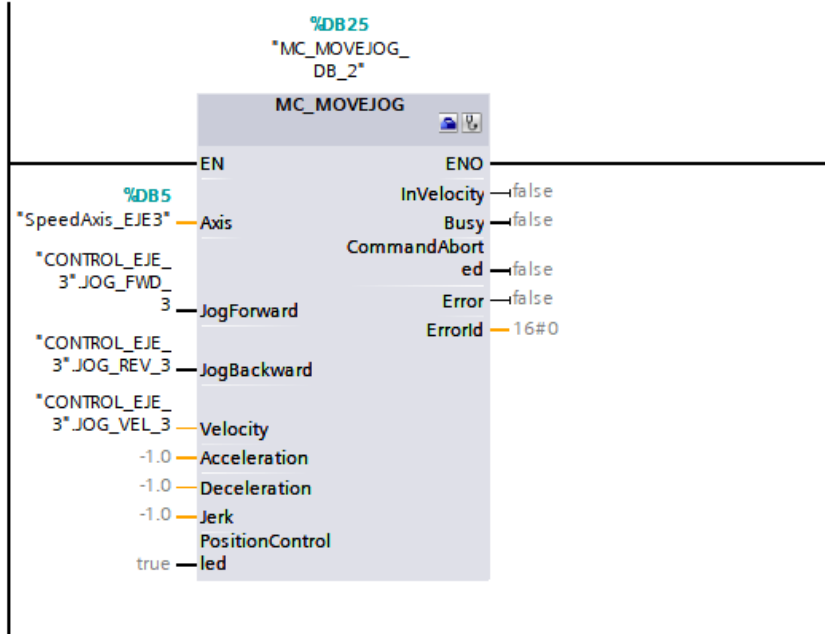 %DB25
"MC_MOVEJOG_
DB_2"
MC_MOVEJOG
EN
ENO
InVelocity
false
%DB5
"SpeedAxis_EJE3"
Axis
Busy
false
CommandAbort
ed
false
"CONTROL_EJE_
3".JOG_FWD_
3
JogForward
Error
false
ErrorId
16#0
"CONTROL_EJE_
3".JOG_REV_3
JogBackward
"CONTROL_EJE_
3".JOG_VEL_3
Velocity
-1.0
Acceleration
-1.0
Deceleration
-1.0
Jerk
PositionControl
led
true